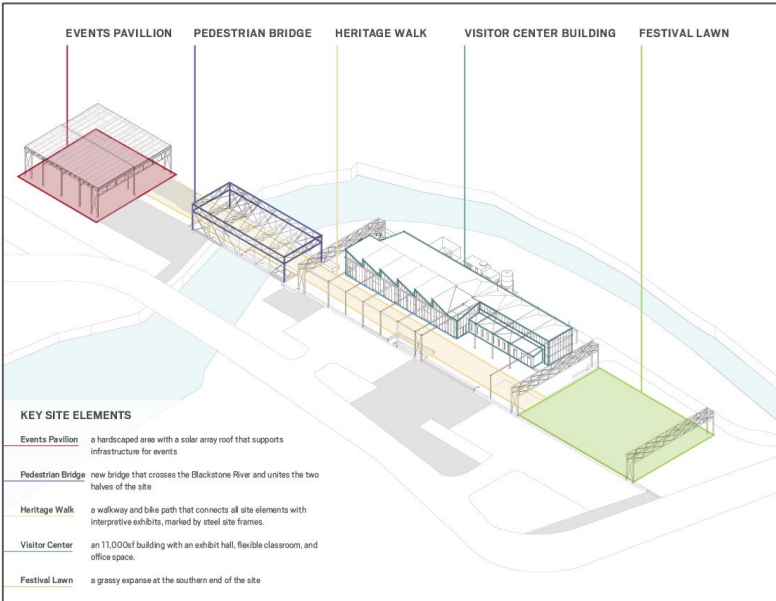 EVENTS PAVILLION PEDESTRIAN BRIDGE HERITAGE WALK VISITOR CENTER BUILDING FESTIVAL LAWN
KEY SITE ELEMENTS
Events Pavilion a hardscaped area with a solar array roof that supports
infrastructure for events
Pedestrian Bridge new bridge that crosses the Blackstone River and unites the two
halves of the site
Heritage Walk a walkway and bike path that connects all site elements with
interpretive exhibits, marked by steel site frames.
Visitor Center an 11,000sf building with an exhibit hall, flexible classroom, and
office space.
Festival Lawn a grassy expanse at the southern end of the site